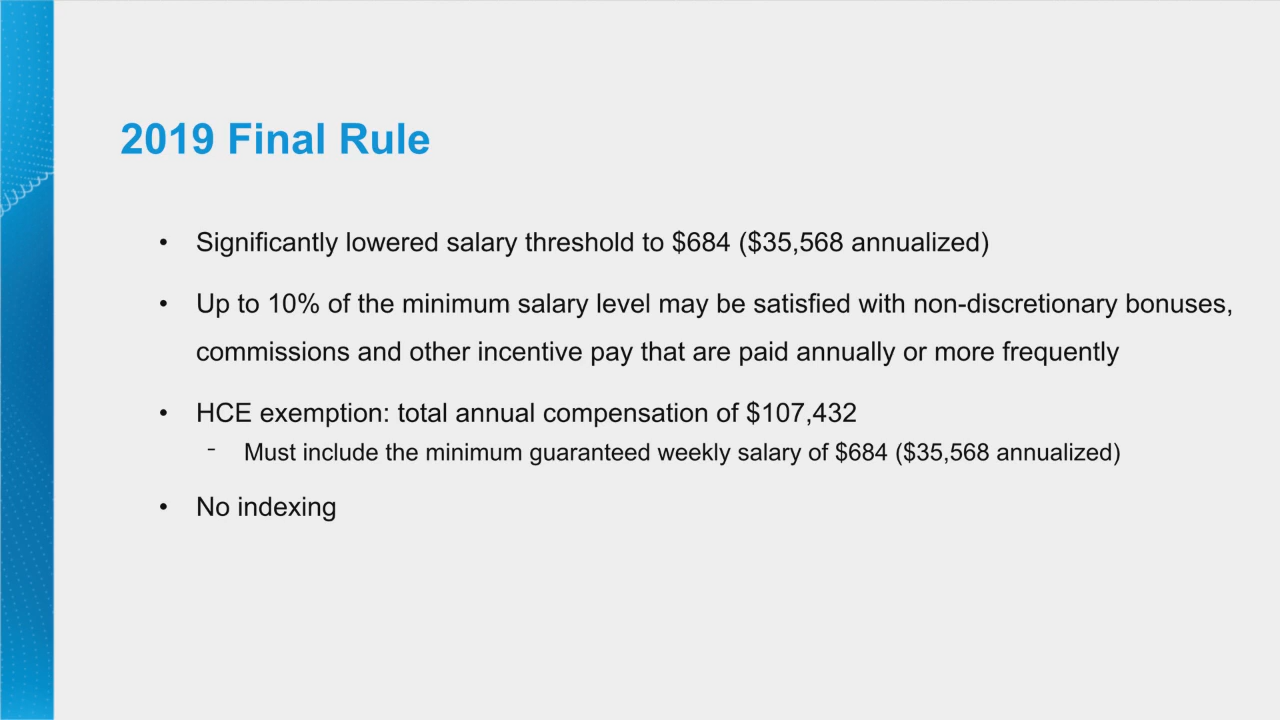 2019 Final Rule
• Significantly lowered salary threshold to $684 ($35,568 annualized)
• Up to 10% of the minimum salary level may be satisfied with non-discretionary bonuses,
commissions and other incentive pay that are paid annually or more frequently
• HCE exemption: total annual compensation of $107,432
- Must include the minimum guaranteed weekly salary of $684 ($35,568 annualized)
• No indexing